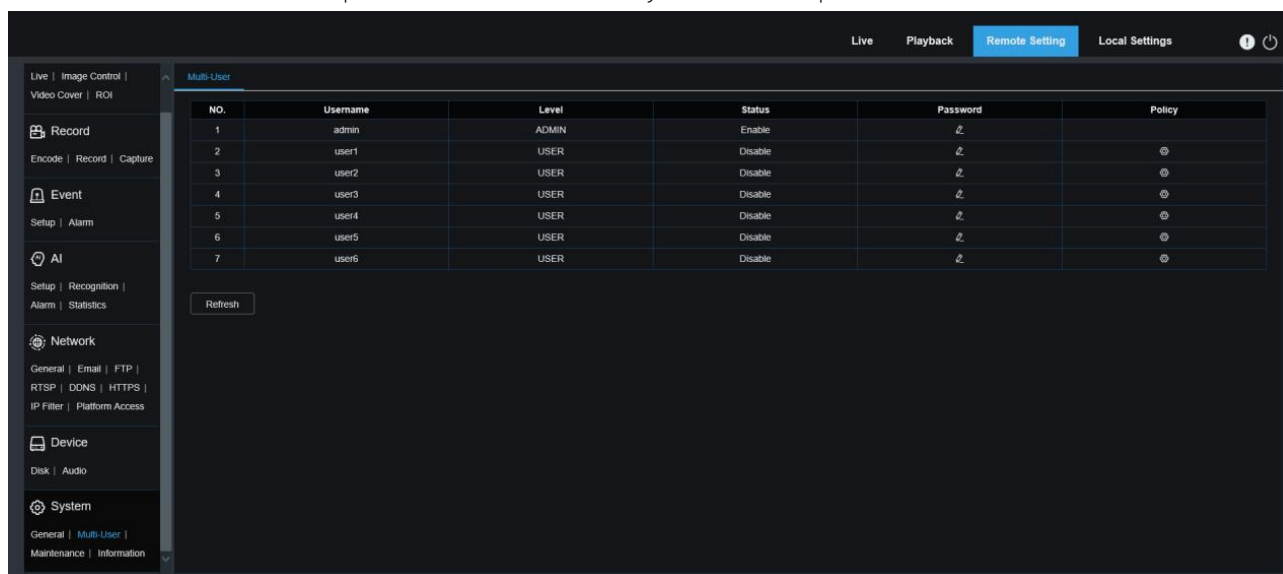 Live Playback Remote Setting Local Settings
Live | Image Control |
Video Cover | ROI
Record
Encode | Record | Capture
Event
Setup | Alarm
AI
Setup | Recognition |
Alarm | Statistics
Network
General | Email | FTP |
RTSP | DDNS | HTTPS |
IP Filter | Platform Access
Device
Disk | Audio
System
General | Multi-User |
Maintenance | Information
Multi-User
NO. Username Level Status Password Policy
1 admin ADMIN Enable
2 user1 USER Disable
3 user2 USER Disable
4 user3 USER Disable
5 user4 USER Disable
6 user5 USER Disable
7 user6 USER Disable
Refresh